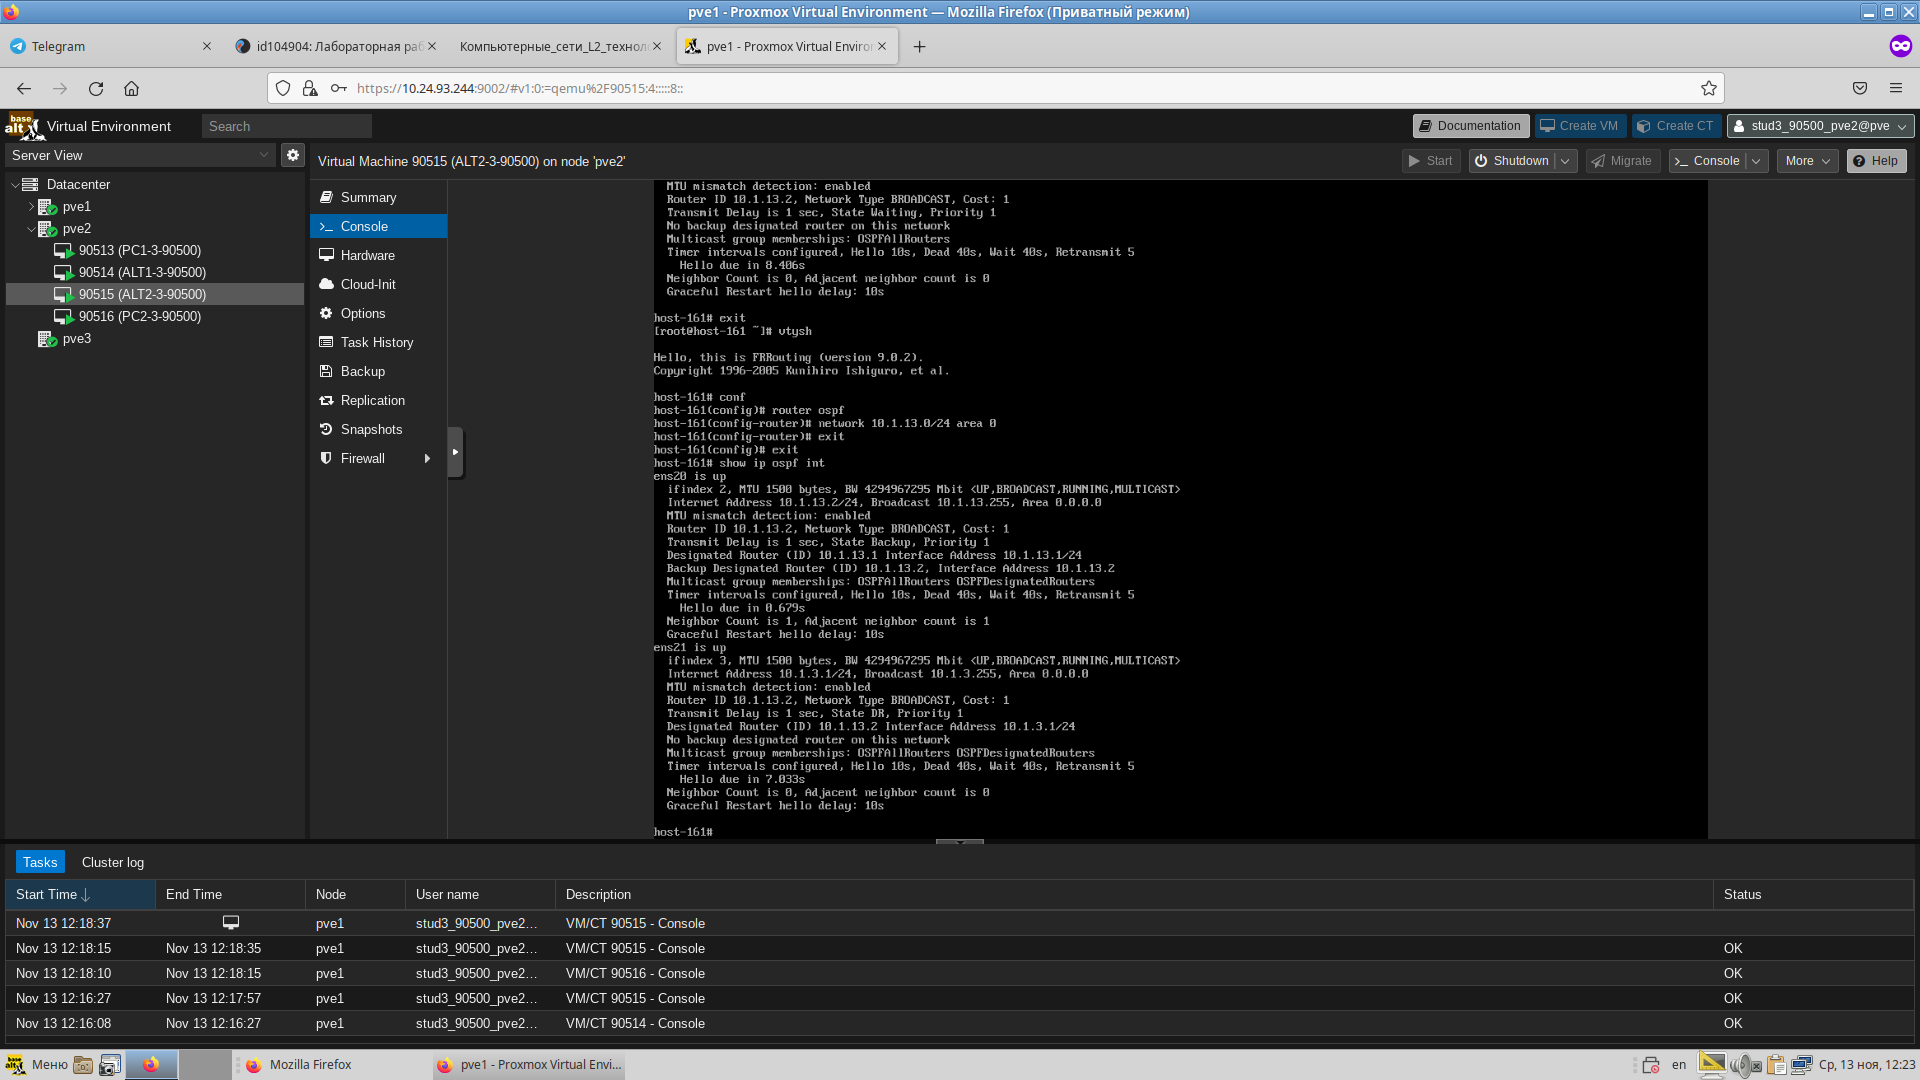 pve1 - Proxmox Virtual Environment — Mozilla Firefox (Приватный режим)
Telegram
id104904: Лабораторная ра
Компьютерные_сети_L2_технол
pve1 - Proxmox Virtual Enviror
https://10.24.93.244:9002/#v1:0:=qemu%2F90515:4:::::8::
base alt
Virtual Environment
Search
Documentation
Create VM
Create CT
stud3_90500_pve2@pve
Server View
Virtual Machine 90515 (ALT2-3-90500) on node 'pve2'
Start
Shutdown
Migrate
Console
More
Help
Datacenter
pve1
pve2
90513 (PC1-3-90500)
90514 (ALT1-3-90500)
90515 (ALT2-3-90500)
90516 (PC2-3-90500)
pve3
Summary
Console
Hardware
Cloud-Init
Options
Task History
Backup
Replication
Snapshots
Firewall
MTU mismatch detection: enabled
Router ID 10.1.13.2, Network Type BROADCAST, Cost: 1
Transmit Delay is 1 sec, State Waiting, Priority 1
No backup designated router on this network
Multicast group memberships: OSPFAllRouters
Timer intervals configured, Hello 10s, Dead 40s, Wait 40s, Retransmit 5
Hello due in 8.406s
Neighbor Count is 0, Adjacent neighbor count is 0
Graceful Restart hello delay: 10s
host-161# exit
[root@host-161 ~]# vtysh
Hello, this is FRRouting (version 9.0.2).
Copyright 1996-2005 Kunihiro Ishiguro, et al.
host-161# conf
host-161(config)# router ospf
host-161(config-router)# network 10.1.13.0/24 area 0
host-161(config-router)# exit
host-161(config)# exit
host-161# show ip ospf int
ens20 is up
ifindex 2, MTU 1500 bytes, BW 4294967295 Mbit <UP,BROADCAST,RUNNING,MULTICAST>
Internet Address 10.1.13.2/24, Broadcast 10.1.13.255, Area 0.0.0.0
MTU mismatch detection: enabled
Router ID 10.1.13.2, Network Type BROADCAST, Cost: 1
Transmit Delay is 1 sec, State Backup, Priority 1
Designated Router (ID) 10.1.13.1 Interface Address 10.1.13.1/24
Backup Designated Router (ID) 10.1.13.2, Interface Address 10.1.13.2
Multicast group memberships: OSPFAllRouters OSPFDesignatedRouters
Timer intervals configured, Hello 10s, Dead 40s, Wait 40s, Retransmit 5
Hello due in 0.679s
Neighbor Count is 1, Adjacent neighbor count is 1
Graceful Restart hello delay: 10s
ens21 is up
ifindex 3, MTU 1500 bytes, BW 4294967295 Mbit <UP,BROADCAST,RUNNING,MULTICAST>
Internet Address 10.1.3.1/24, Broadcast 10.1.3.255, Area 0.0.0.0
MTU mismatch detection: enabled
Router ID 10.1.13.2, Network Type BROADCAST, Cost: 1
Transmit Delay is 1 sec, State DR, Priority 1
Designated Router (ID) 10.1.13.2 Interface Address 10.1.3.1/24
No backup designated router on this network
Multicast group memberships: OSPFAllRouters OSPFDesignatedRouters
Timer intervals configured, Hello 10s, Dead 40s, Wait 40s, Retransmit 5
Hello due in 7.033s
Neighbor Count is 0, Adjacent neighbor count is 0
Graceful Restart hello delay: 10s
host-161#
Tasks
Cluster log
Start Time End Time Node User name Description Status
Nov 13 12:18:37 pve1 stud3_90500_pve2... VM/CT 90515 - Console
Nov 13 12:18:15 Nov 13 12:18:35 pve1 stud3_90500_pve2... VM/CT 90515 - Console OK
Nov 13 12:18:10 Nov 13 12:18:15 pve1 stud3_90500_pve2... VM/CT 90516 - Console OK
Nov 13 12:16:27 Nov 13 12:17:57 pve1 stud3_90500_pve2... VM/CT 90515 - Console OK
Nov 13 12:16:08 Nov 13 12:16:27 pve1 stud3_90500_pve2... VM/CT 90514 - Console OK
Меню
Mozilla Firefox
pve1 - Proxmox Virtual Envi...
en
Ср, 13 ноя, 12:23